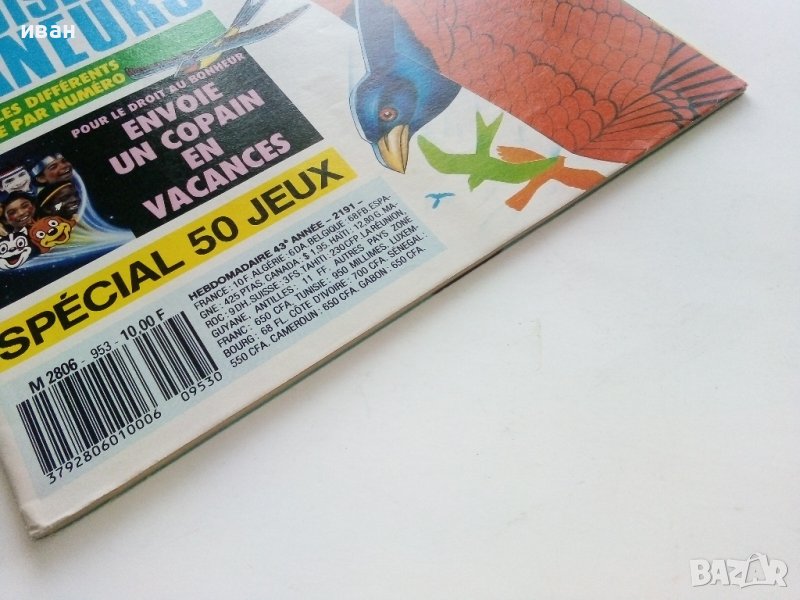 иван
ANEURS
LES DIFFÉRENTS
PAR NUMÉRO
POUR LE DROIT AU BONHEUR
ENVOIE
UN COPAIN
EN
VACANCES
SPÉCIAL 50 JEUX
HEBDOMADAIRE 43e ANNÉE - 2191 -
FRANCE : 10 F. ALGÉRIE : 6 DA. BELGIQUE : 68 FB. ESPA-
GNE : 425 PTAS. CANADA : $ 1,95. HAÏTI : 12,80 G. MA-
ROC : 9 DH. SUISSE : 3 FS. TAHITI : 230 CFP. LA RÉUNION,
GUYANE, ANTILLES : 11 FF. AUTRES PAYS ZONE
FRANC : 650 CFA. TUNISIE : 950 MILLIMES. LUXEM-
BOURG : 68 FL. CÔTE D'IVOIRE : 700 CFA. SÉNÉGAL :
550 CFA. CAMEROUN : 650 CFA. GABON : 650 CFA.
M 2806 - 953 - 10,00 F
3792806010006
09530
BAZAR